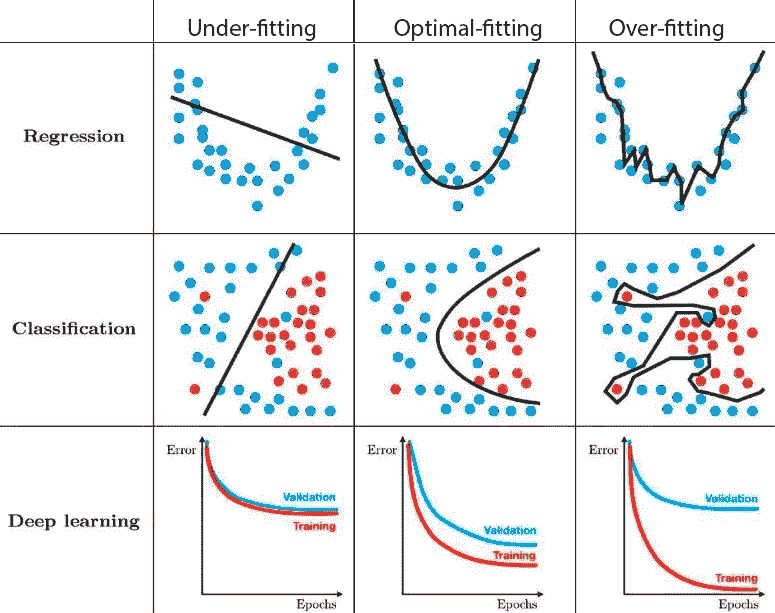 Under-fitting
Optimal-fitting
Over-fitting
Regression
Classification
Deep learning
Error
Validation
Training
Epochs
Error
Validation
Training
Epochs
Error
Validation
Training
Epochs